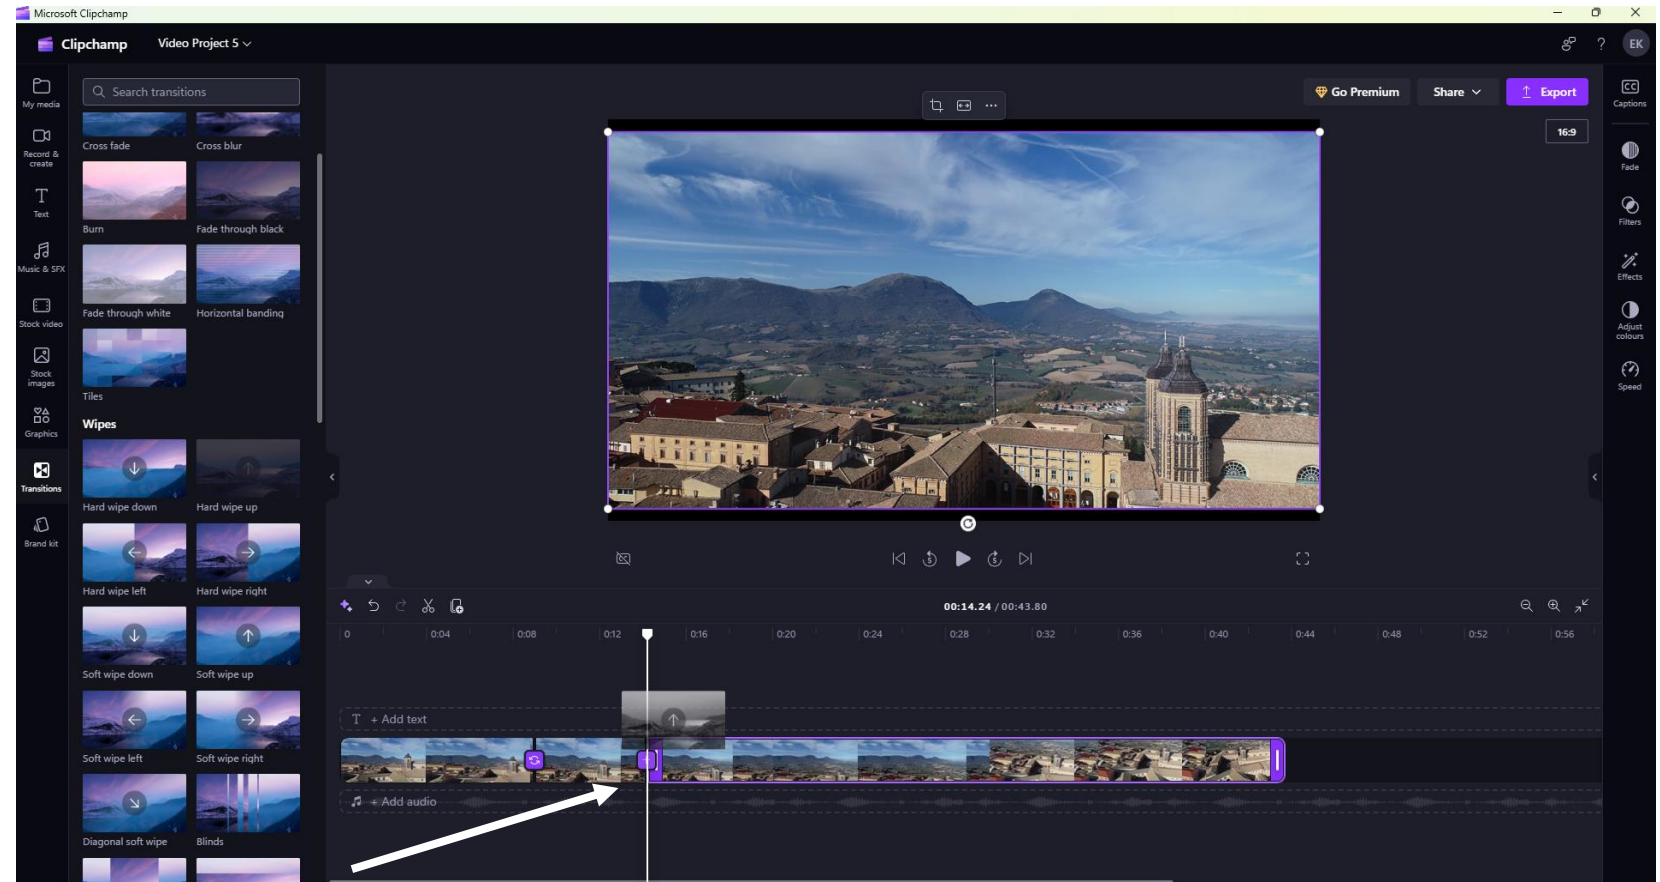 Microsoft Clipchamp
Clipchamp
Video Project 5
?
EK
My media
Record &
create
Text
Music & SFX
Stock video
Stock
images
Graphics
Transitions
Brand kit
Search transitions
Cross fade
Cross blur
Burn
Fade through black
Fade through white
Horizontal banding
Tiles
Wipes
Hard wipe down
Hard wipe up
Hard wipe left
Hard wipe right
Soft wipe down
Soft wipe up
Soft wipe left
Soft wipe right
Diagonal soft wipe
Blinds
Go Premium
Share
Export
16:9
CC
Captions
Fade
Filters
Effects
Adjust
colours
Speed
5
5
00:14.24 / 00:43.80
0
0:04
0:08
0:12
0:16
0:20
0:24
0:28
0:32
0:36
0:40
0:44
0:48
0:52
0:56
T + Add text
+ Add audio